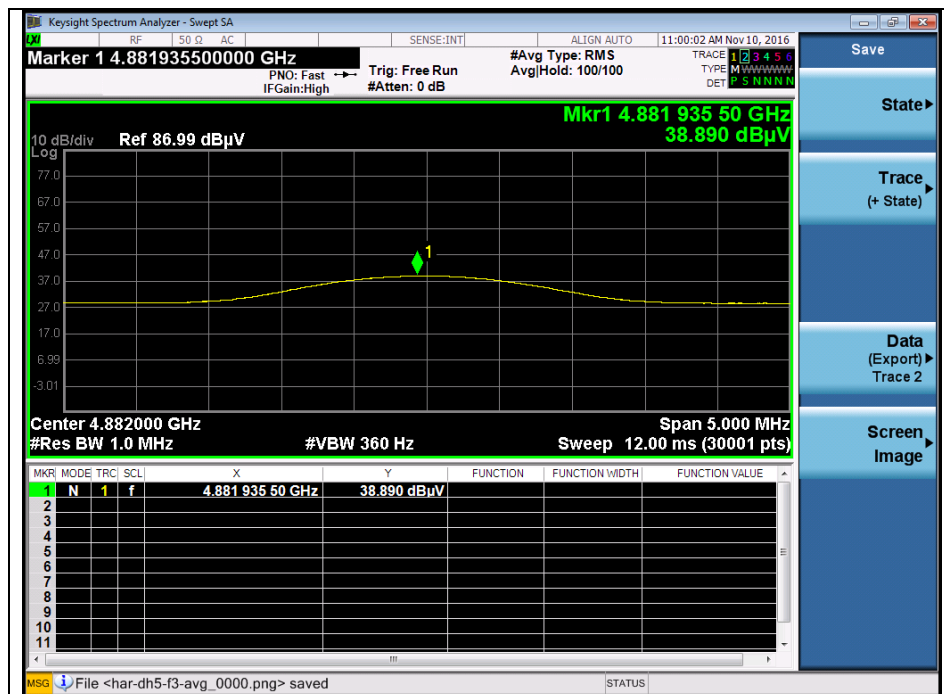 Keysight Spectrum Analyzer - Swept SA
LXI RF 50 Ω AC SENSE:INT ALIGN AUTO 11:00:02 AM Nov 10, 2016
Marker 1 4.881935500000 GHz
PNO: Fast
IFGain:High
Trig: Free Run
#Atten: 0 dB
#Avg Type: RMS
Avg|Hold: 100/100
TRACE 1 2 3 4 5 6
TYPE M WWWWW
DET P S N N N N
Mkr1 4.881 935 50 GHz
38.890 dBµV
10 dB/div Ref 86.99 dBµV
Log
77.0
67.0
57.0
47.0
37.0
27.0
17.0
6.99
-3.01
1
Center 4.882000 GHz Span 5.000 MHz
#Res BW 1.0 MHz #VBW 360 Hz Sweep 12.00 ms (30001 pts)
MKR MODE TRC SCL X Y FUNCTION FUNCTION WIDTH FUNCTION VALUE
1 N 1 f 4.881 935 50 GHz 38.890 dBµV
2
3
4
5
6
7
8
9
10
11
MSG File <har-dh5-f3-avg_0000.png> saved STATUS
Save
State
Trace
(+ State)
Data
(Export)
Trace 2
Screen
Image